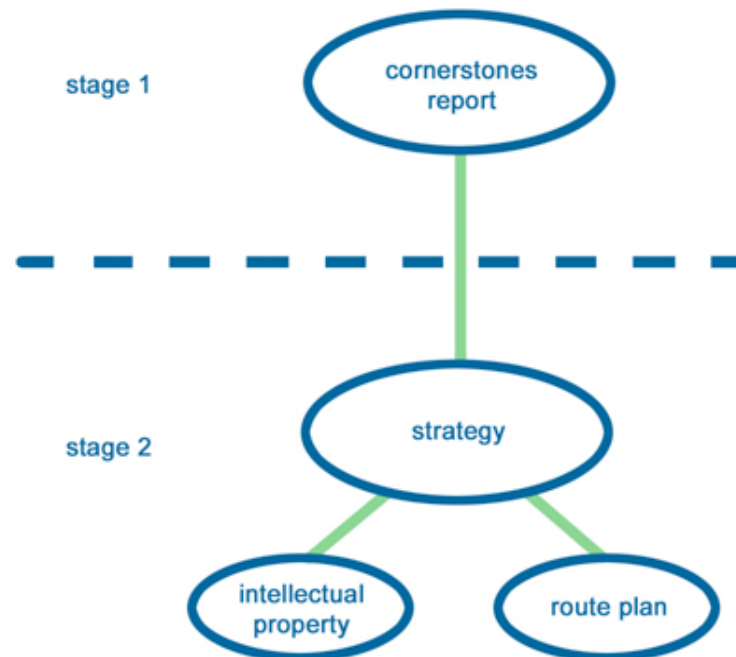 stage 1
cornerstones
report
stage 2
strategy
intellectual
property
route plan